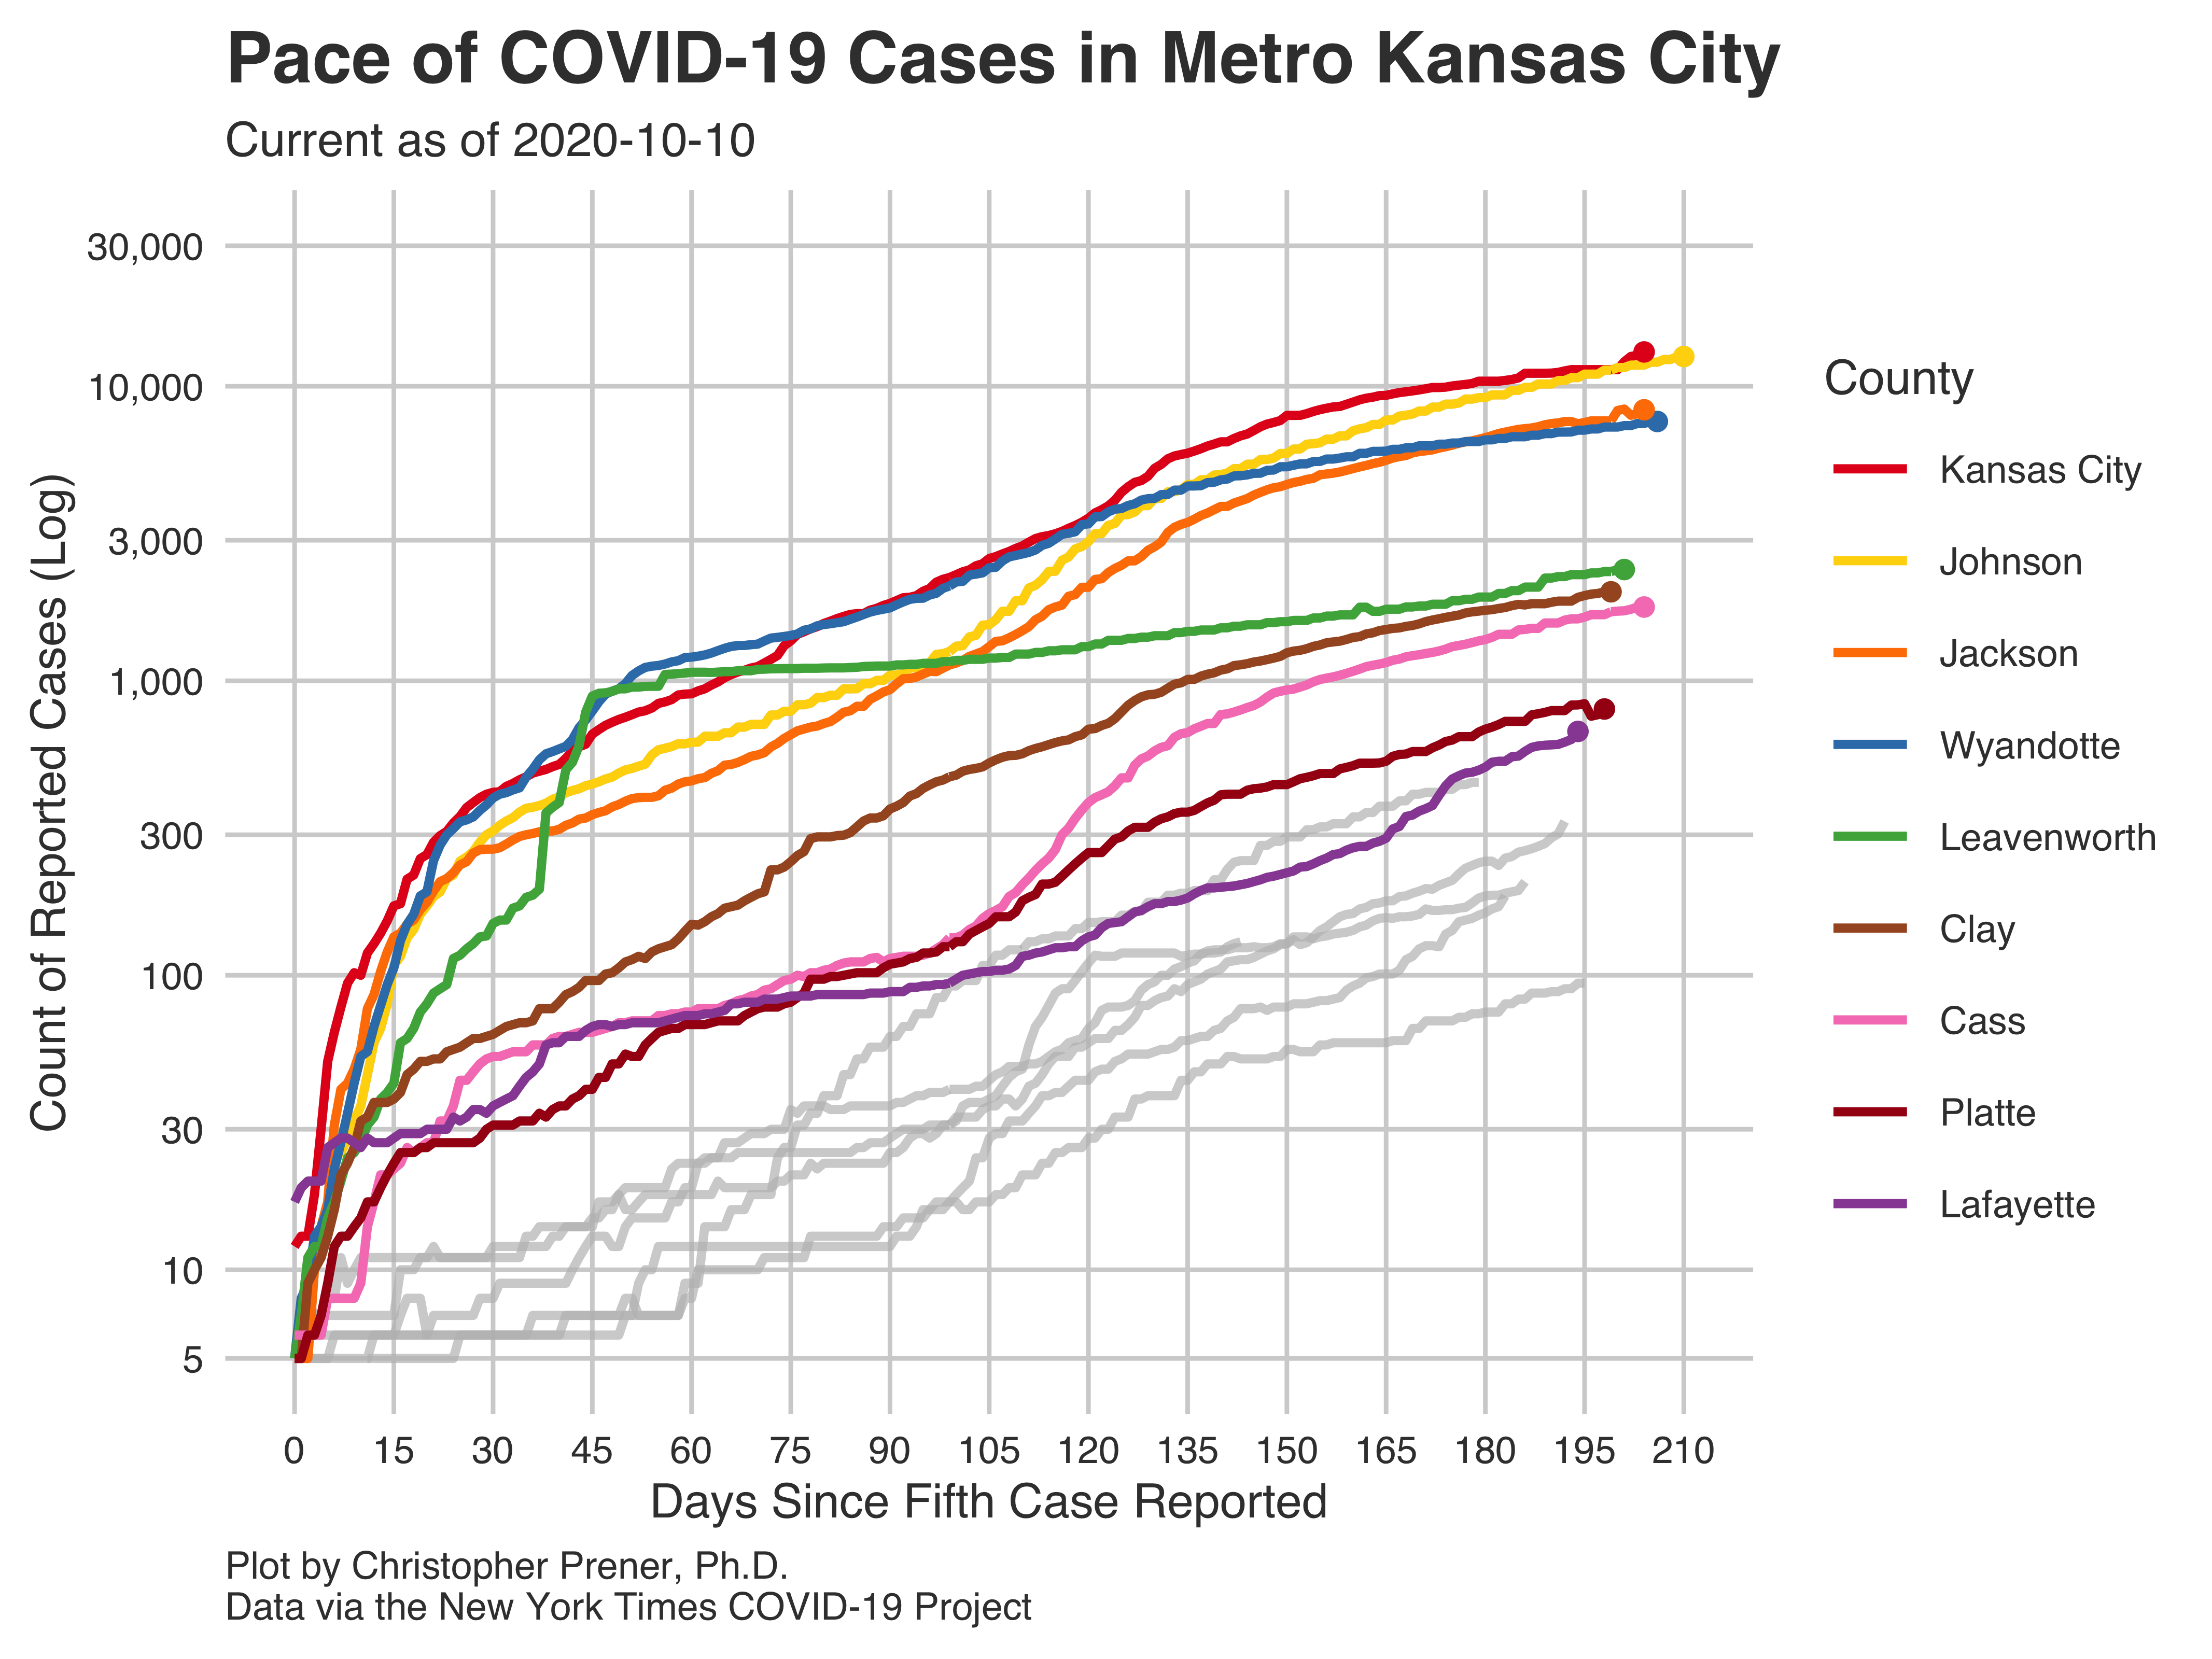 Pace of COVID-19 Cases in Metro Kansas City
Current as of 2020-10-10
Count of Reported Cases (Log)
30,000
10,000
3,000
1,000
300
100
30
10
5
0 15 30 45 60 75 90 105 120 135 150 165 180 195 210
Days Since Fifth Case Reported
County
Kansas City
Johnson
Jackson
Wyandotte
Leavenworth
Clay
Cass
Platte
Lafayette
Plot by Christopher Prener, Ph.D.
Data via the New York Times COVID-19 Project